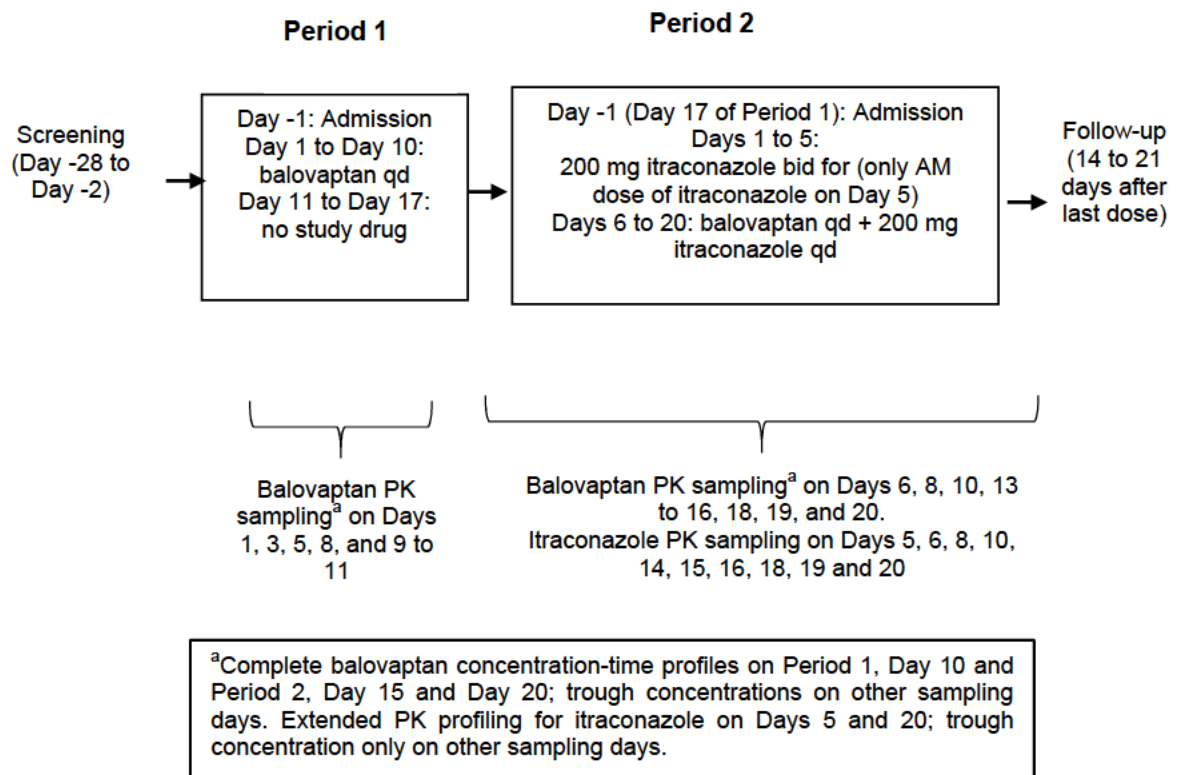 Period 1
Period 2
Screening
(Day -28 to
Day -2)
Day -1: Admission
Day 1 to Day 10:
balovaptan qd
Day 11 to Day 17:
no study drug
Day -1 (Day 17 of Period 1): Admission
Days 1 to 5:
200 mg itraconazole bid for (only AM
dose of itraconazole on Day 5)
Days 6 to 20: balovaptan qd + 200 mg
itraconazole qd
Follow-up
(14 to 21
days after
last dose)
Balovaptan PK
samplingᵃ on Days
1, 3, 5, 8, and 9 to
11
Balovaptan PK samplingᵃ on Days 6, 8, 10, 13
to 16, 18, 19, and 20.
Itraconazole PK sampling on Days 5, 6, 8, 10,
14, 15, 16, 18, 19 and 20
ᵃComplete balovaptan concentration-time profiles on Period 1, Day 10 and
Period 2, Day 15 and Day 20; trough concentrations on other sampling
days. Extended PK profiling for itraconazole on Days 5 and 20; trough
concentration only on other sampling days.